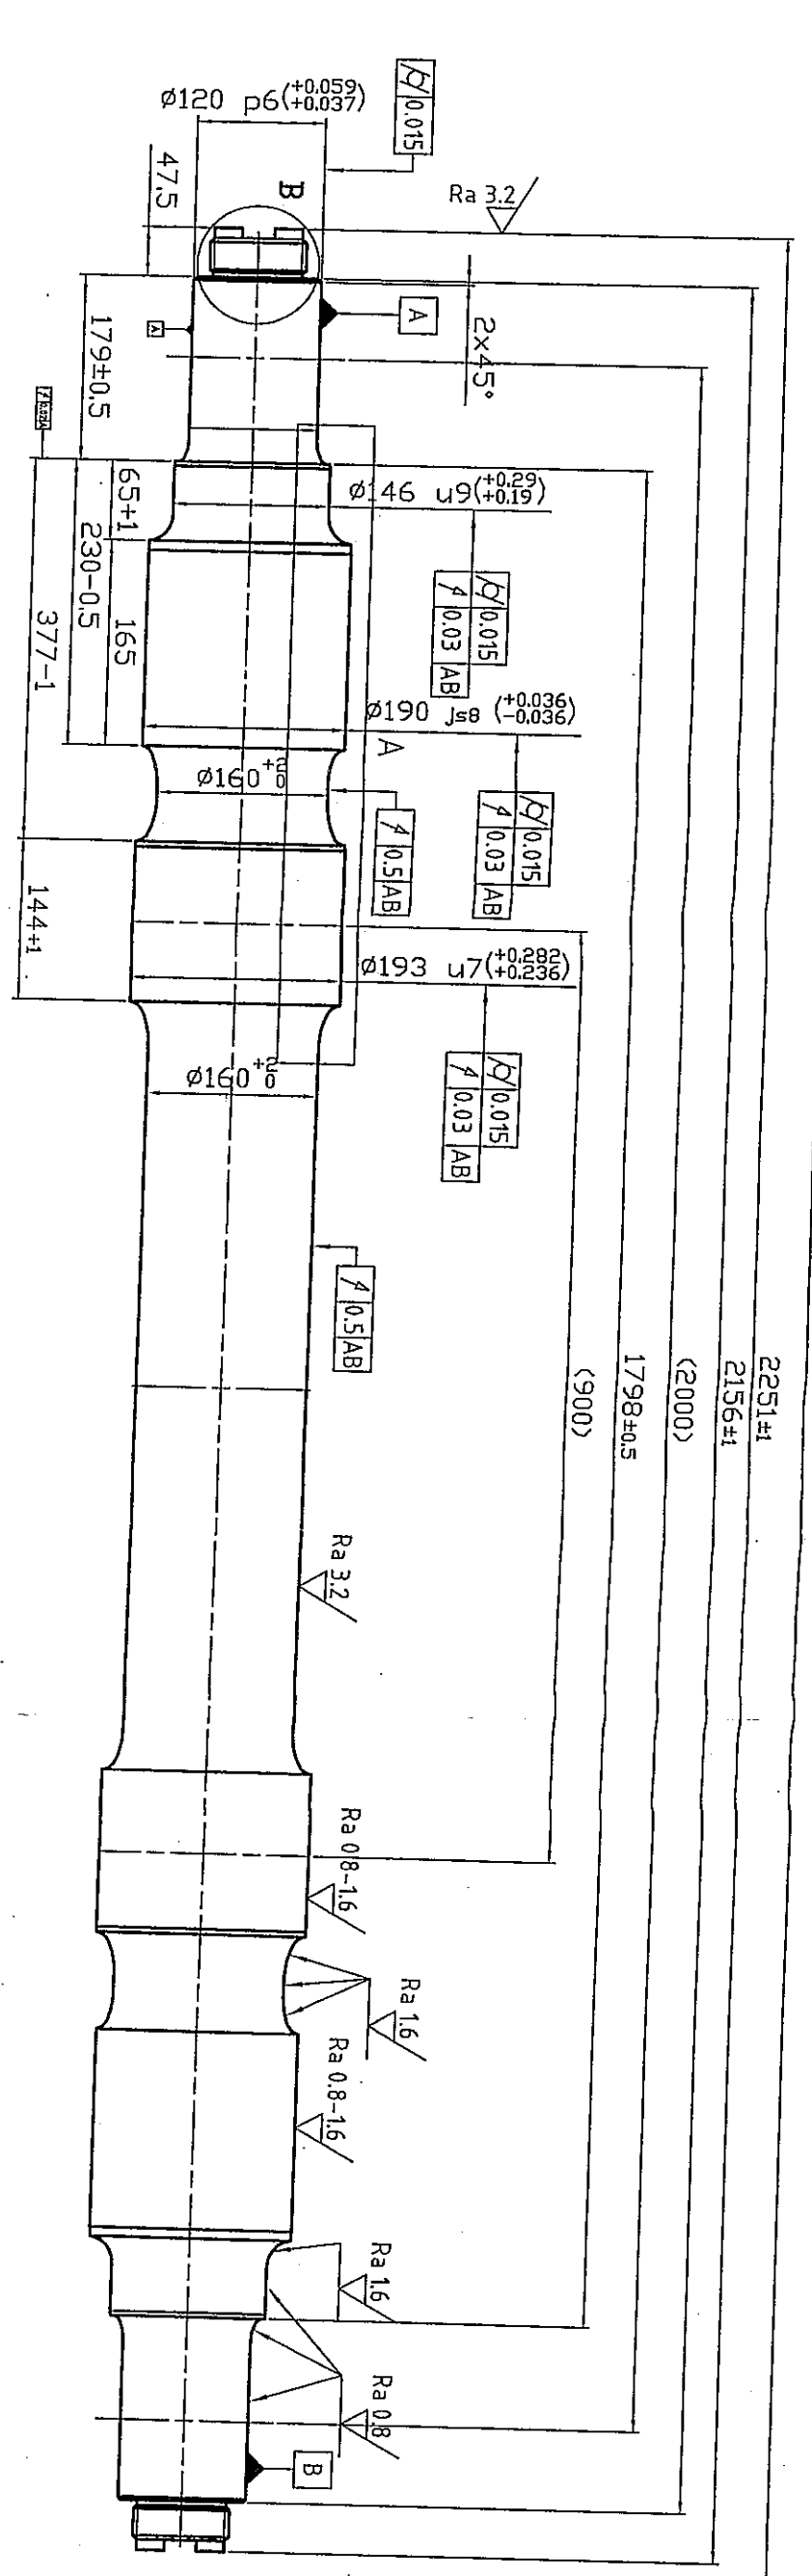 Ø120 p6(+0.059 +0.037)
⌭ 0.015
47.5
B
Ra 3.2
A
A
2×45°
179±0.5
65±1
230-0.5
165
377-1
144±1
Ø146 u9(+0.29 +0.19)
⌭ 0.015
↗ 0.03 AB
Ø190 js8 (+0.036 -0.036)
A
Ø160 +2 0
⌭ 0.015
↗ 0.03 AB
↗ 0.5 AB
Ø193 u7(+0.282 +0.236)
⌭ 0.015
↗ 0.03 AB
Ø160 +2 0
↗ 0.5 AB
2251±1
2156±1
(2000)
1798±0.5
(900)
Ra 3.2
Ra 0.8-1.6
Ra 1.6
Ra 0.8-1.6
Ra 1.6
Ra 0.8
B